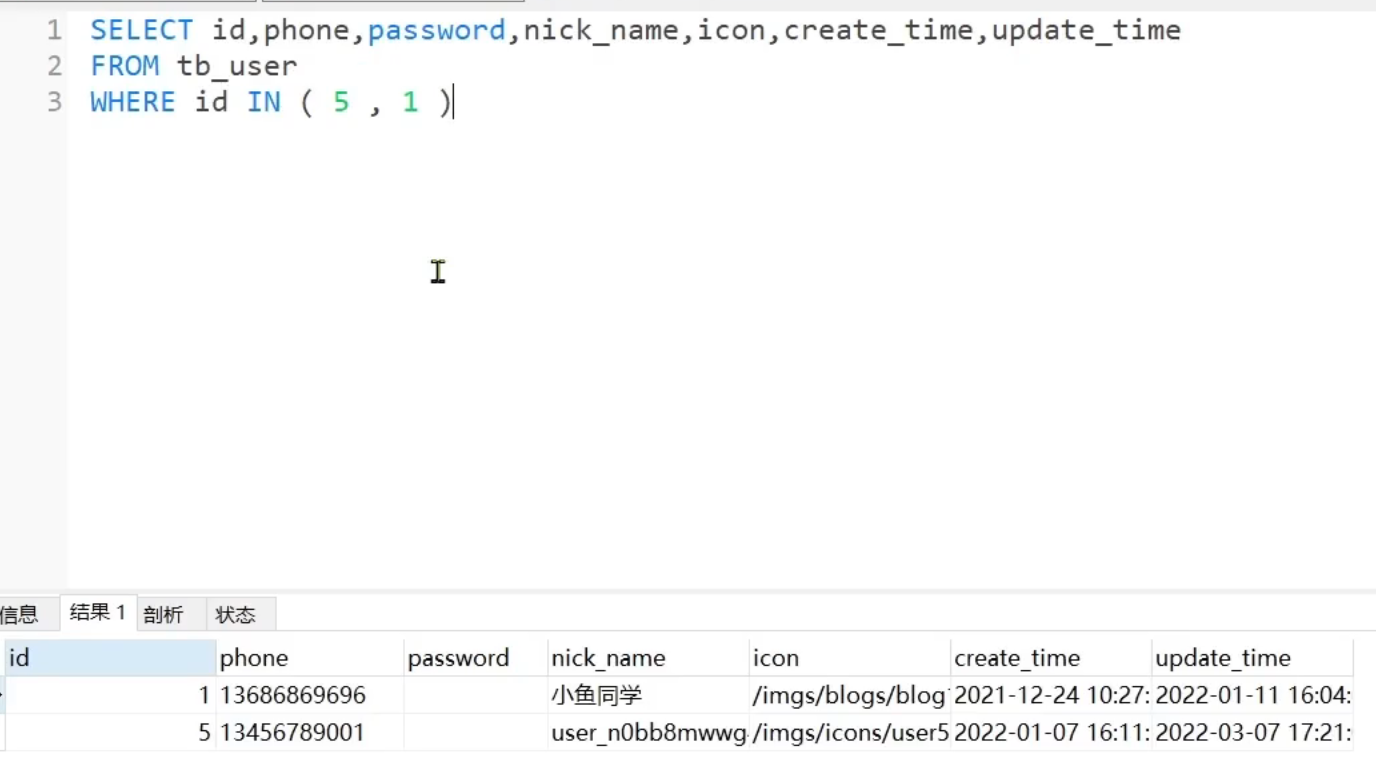 1 SELECT id,phone,password,nick_name,icon,create_time,update_time
2 FROM tb_user
3 WHERE id IN ( 5 , 1 )
信息 结果 1 剖析 状态
id phone password nick_name icon create_time update_time
1 13686869696 小鱼同学 /imgs/blogs/blog 2021-12-24 10:27: 2022-01-11 16:04:
5 13456789001 user_n0bb8mwwg /imgs/icons/user5 2022-01-07 16:11: 2022-03-07 17:21: